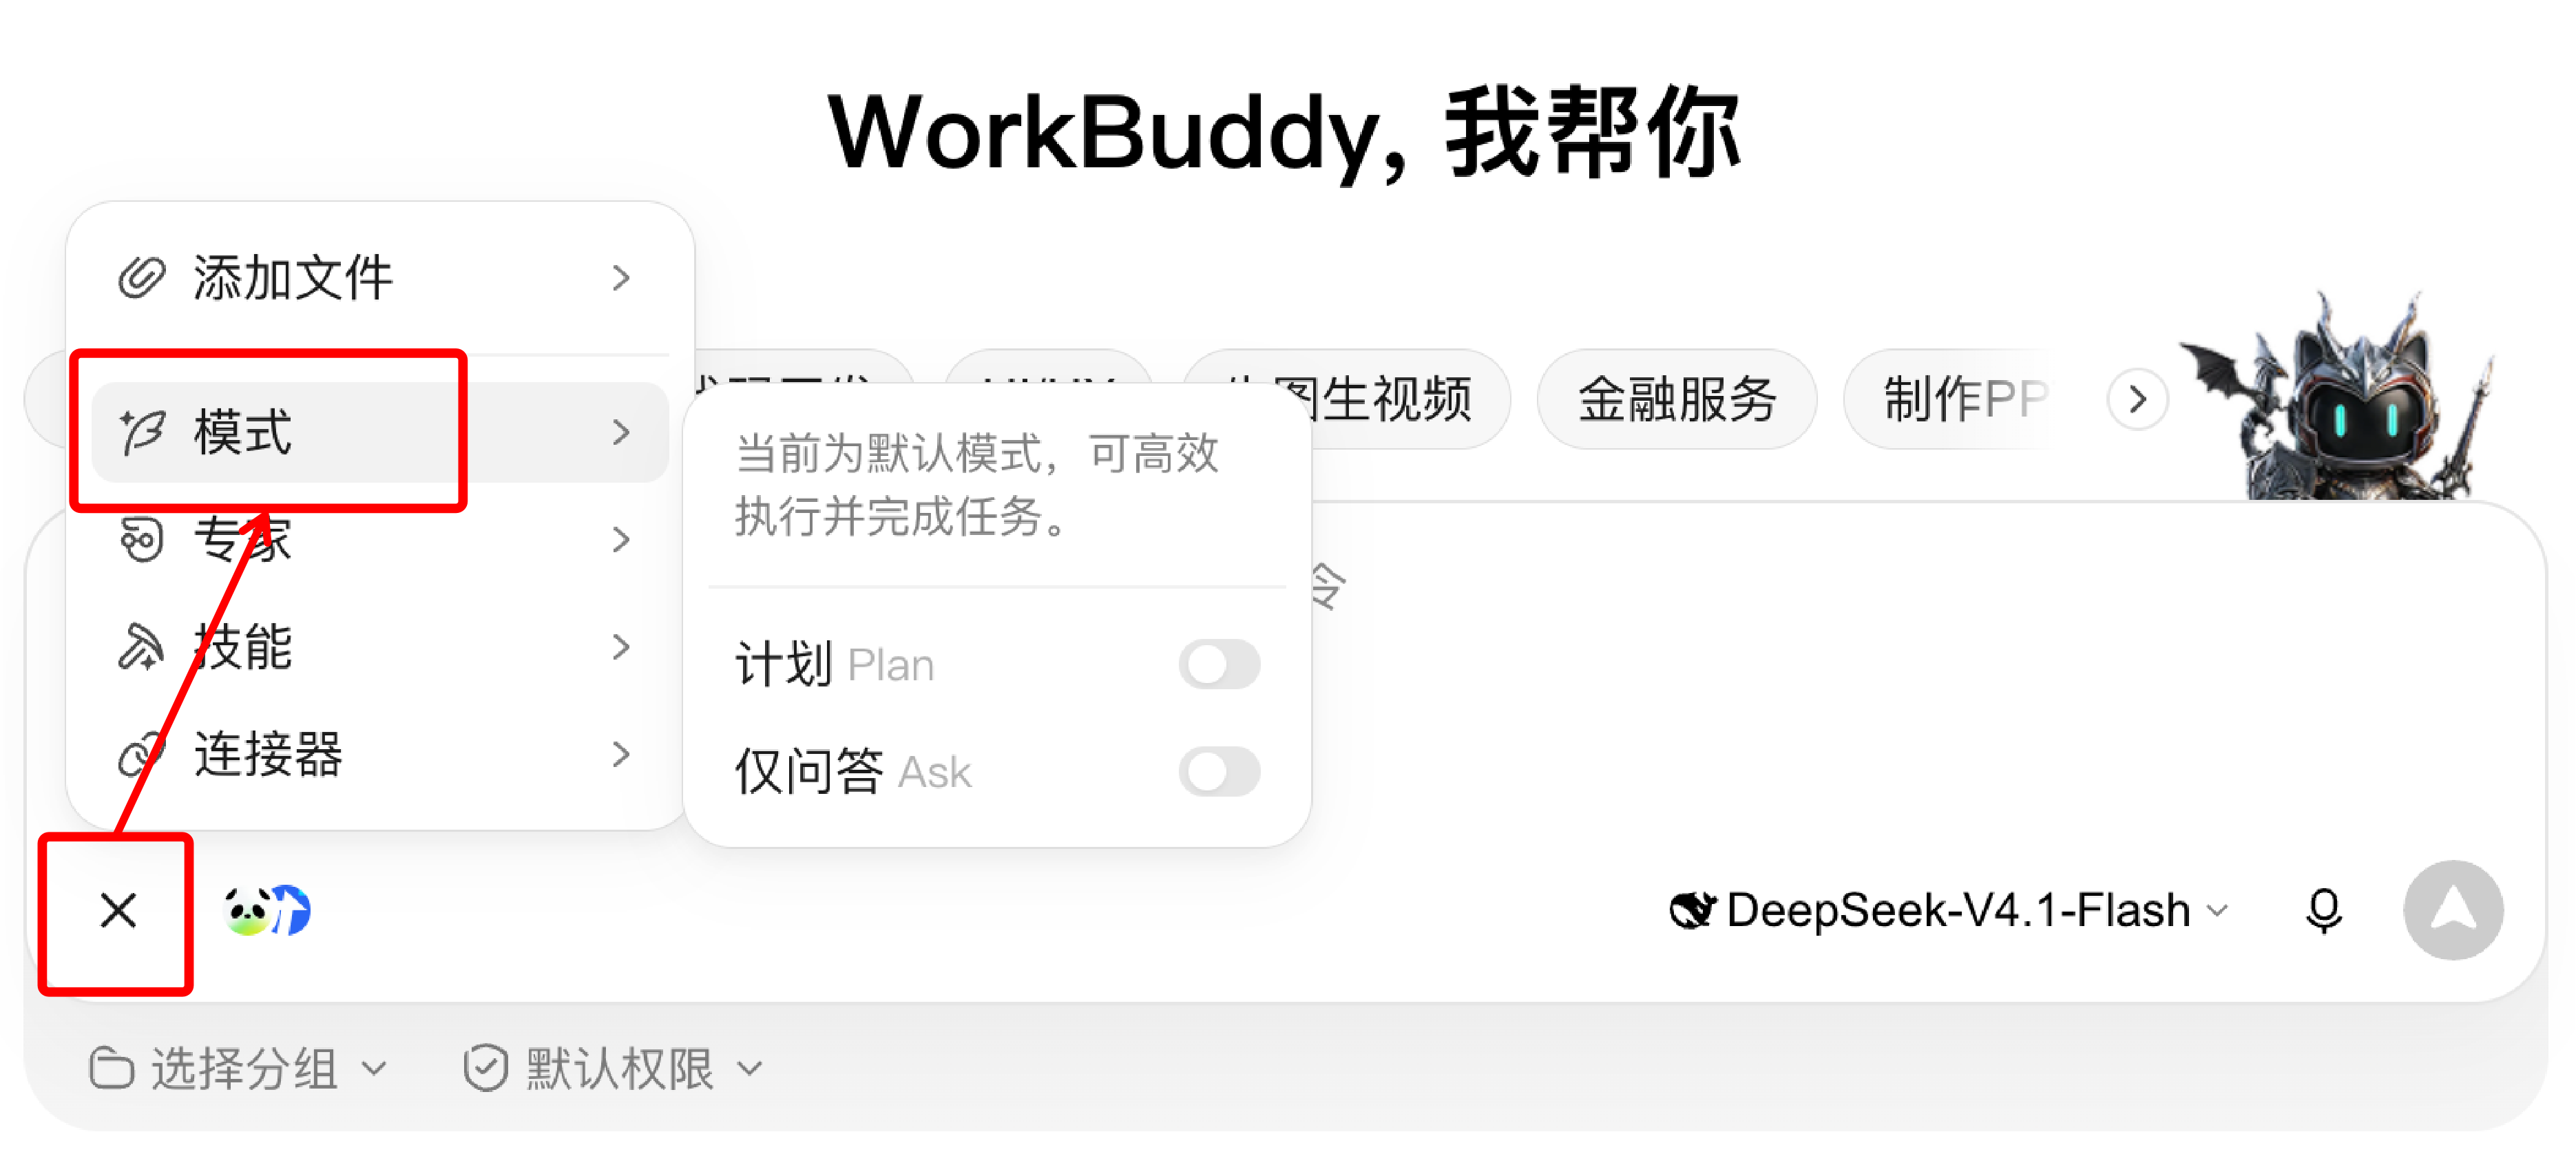 WorkBuddy, 我帮你
添加文件
模式
专家
技能
连接器
生视频
金融服务
制作PP
当前为默认模式，可高效
执行并完成任务。
计划 Plan
仅问答 Ask
令
DeepSeek-V4.1-Flash
选择分组
默认权限